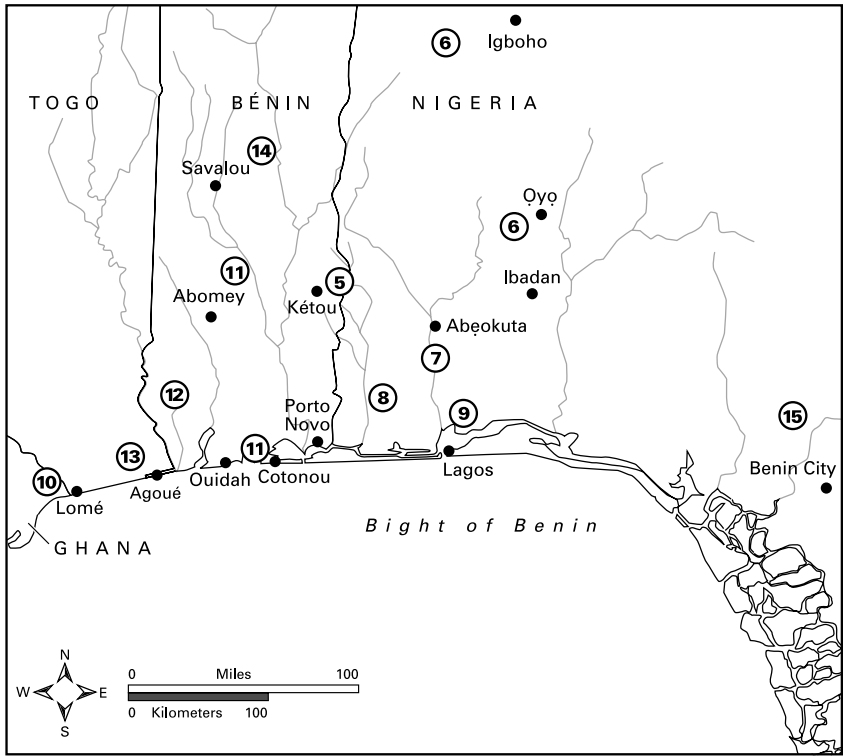 6
Igboho
TOGO
BÉNIN
NIGERIA
14
Savalou
Ọyọ
6
11
5
Ibadan
Abomey
Kétou
Abẹokuta
7
12
8
Porto
Novo
9
15
13
11
Benin City
10
Agoué
Ouidah
Cotonou
Lagos
Lomé
GHANA
Bight of Benin
N
W
E
S
0 Miles 100
0 Kilometers 100